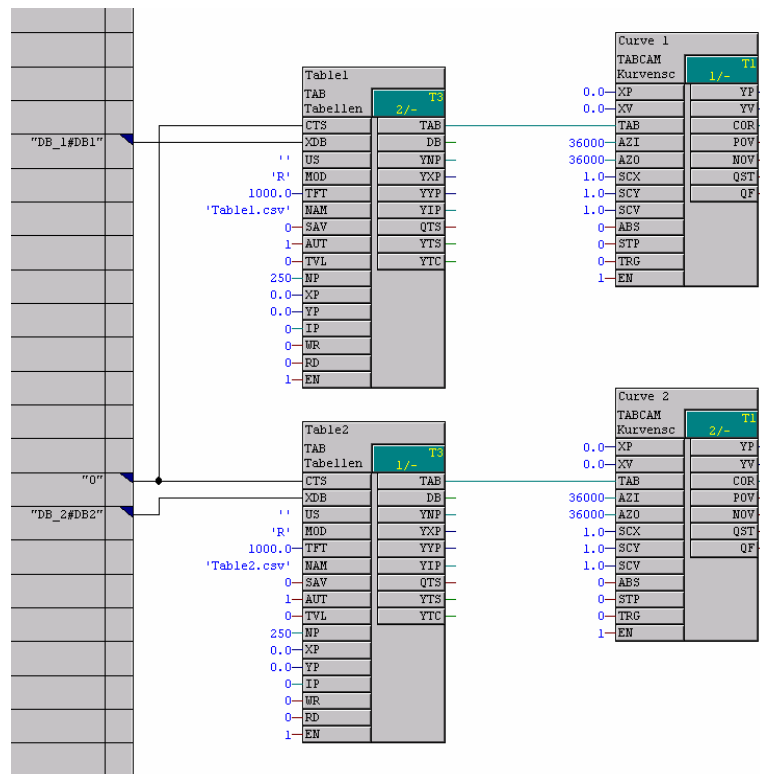 Curve 1
TABCAM T1
Kurvensc 1/-
0.0 XP YP
0.0 XV YV
TAB COR
36000 AZI POV
36000 AZO NOV
1.0 SCX QST
1.0 SCY QF
1.0 SCV
0 ABS
0 STP
0 TRG
1 EN
Table1
TAB T3
Tabellen 2/-
CTS TAB
"DB_1#DB1" XDB DB
'' US YNP
'R' MOD YXP
1000.0 TFT YYP
'Table1.csv' NAM YIP
0 SAV QTS
1 AUT YTS
0 TVL YTC
250 NP
0.0 XP
0.0 YP
0 IP
0 WR
0 RD
1 EN
Curve 2
TABCAM T1
Kurvensc 2/-
0.0 XP YP
0.0 XV YV
TAB COR
36000 AZI POV
36000 AZO NOV
1.0 SCX QST
1.0 SCY QF
1.0 SCV
0 ABS
0 STP
0 TRG
1 EN
Table2
TAB T3
Tabellen 1/-
"0" CTS TAB
XDB DB
"DB_2#DB2" '' US YNP
'R' MOD YXP
1000.0 TFT YYP
'Table2.csv' NAM YIP
0 SAV QTS
1 AUT YTS
0 TVL YTC
250 NP
0.0 XP
0.0 YP
0 IP
0 WR
0 RD
1 EN